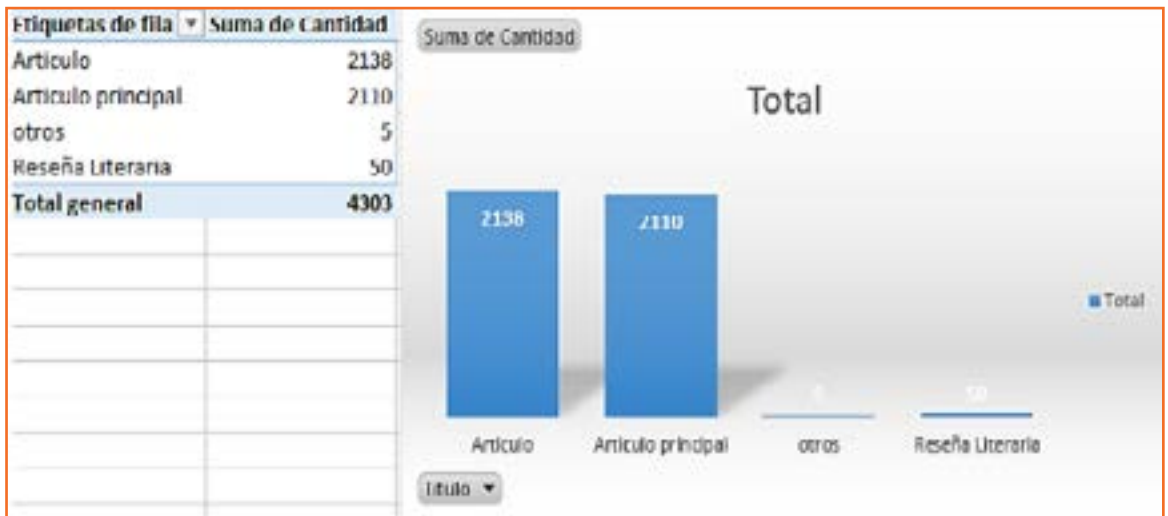 Etiquetas de fila Suma de Cantidad
Articulo 2138
Articulo principal 2110
otros 5
Reseña Literaria 50
Total general 4303
Suma de Cantidad
Total
2138
2110
50
Total
Articulo
Articulo principal
otros
Reseña Literaria
Titulo